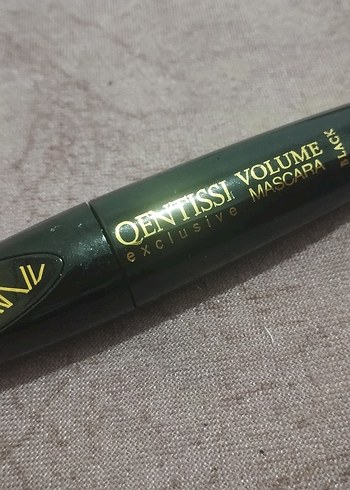 QENTISSI
exclusive
VOLUME
MASCARA
BLACK